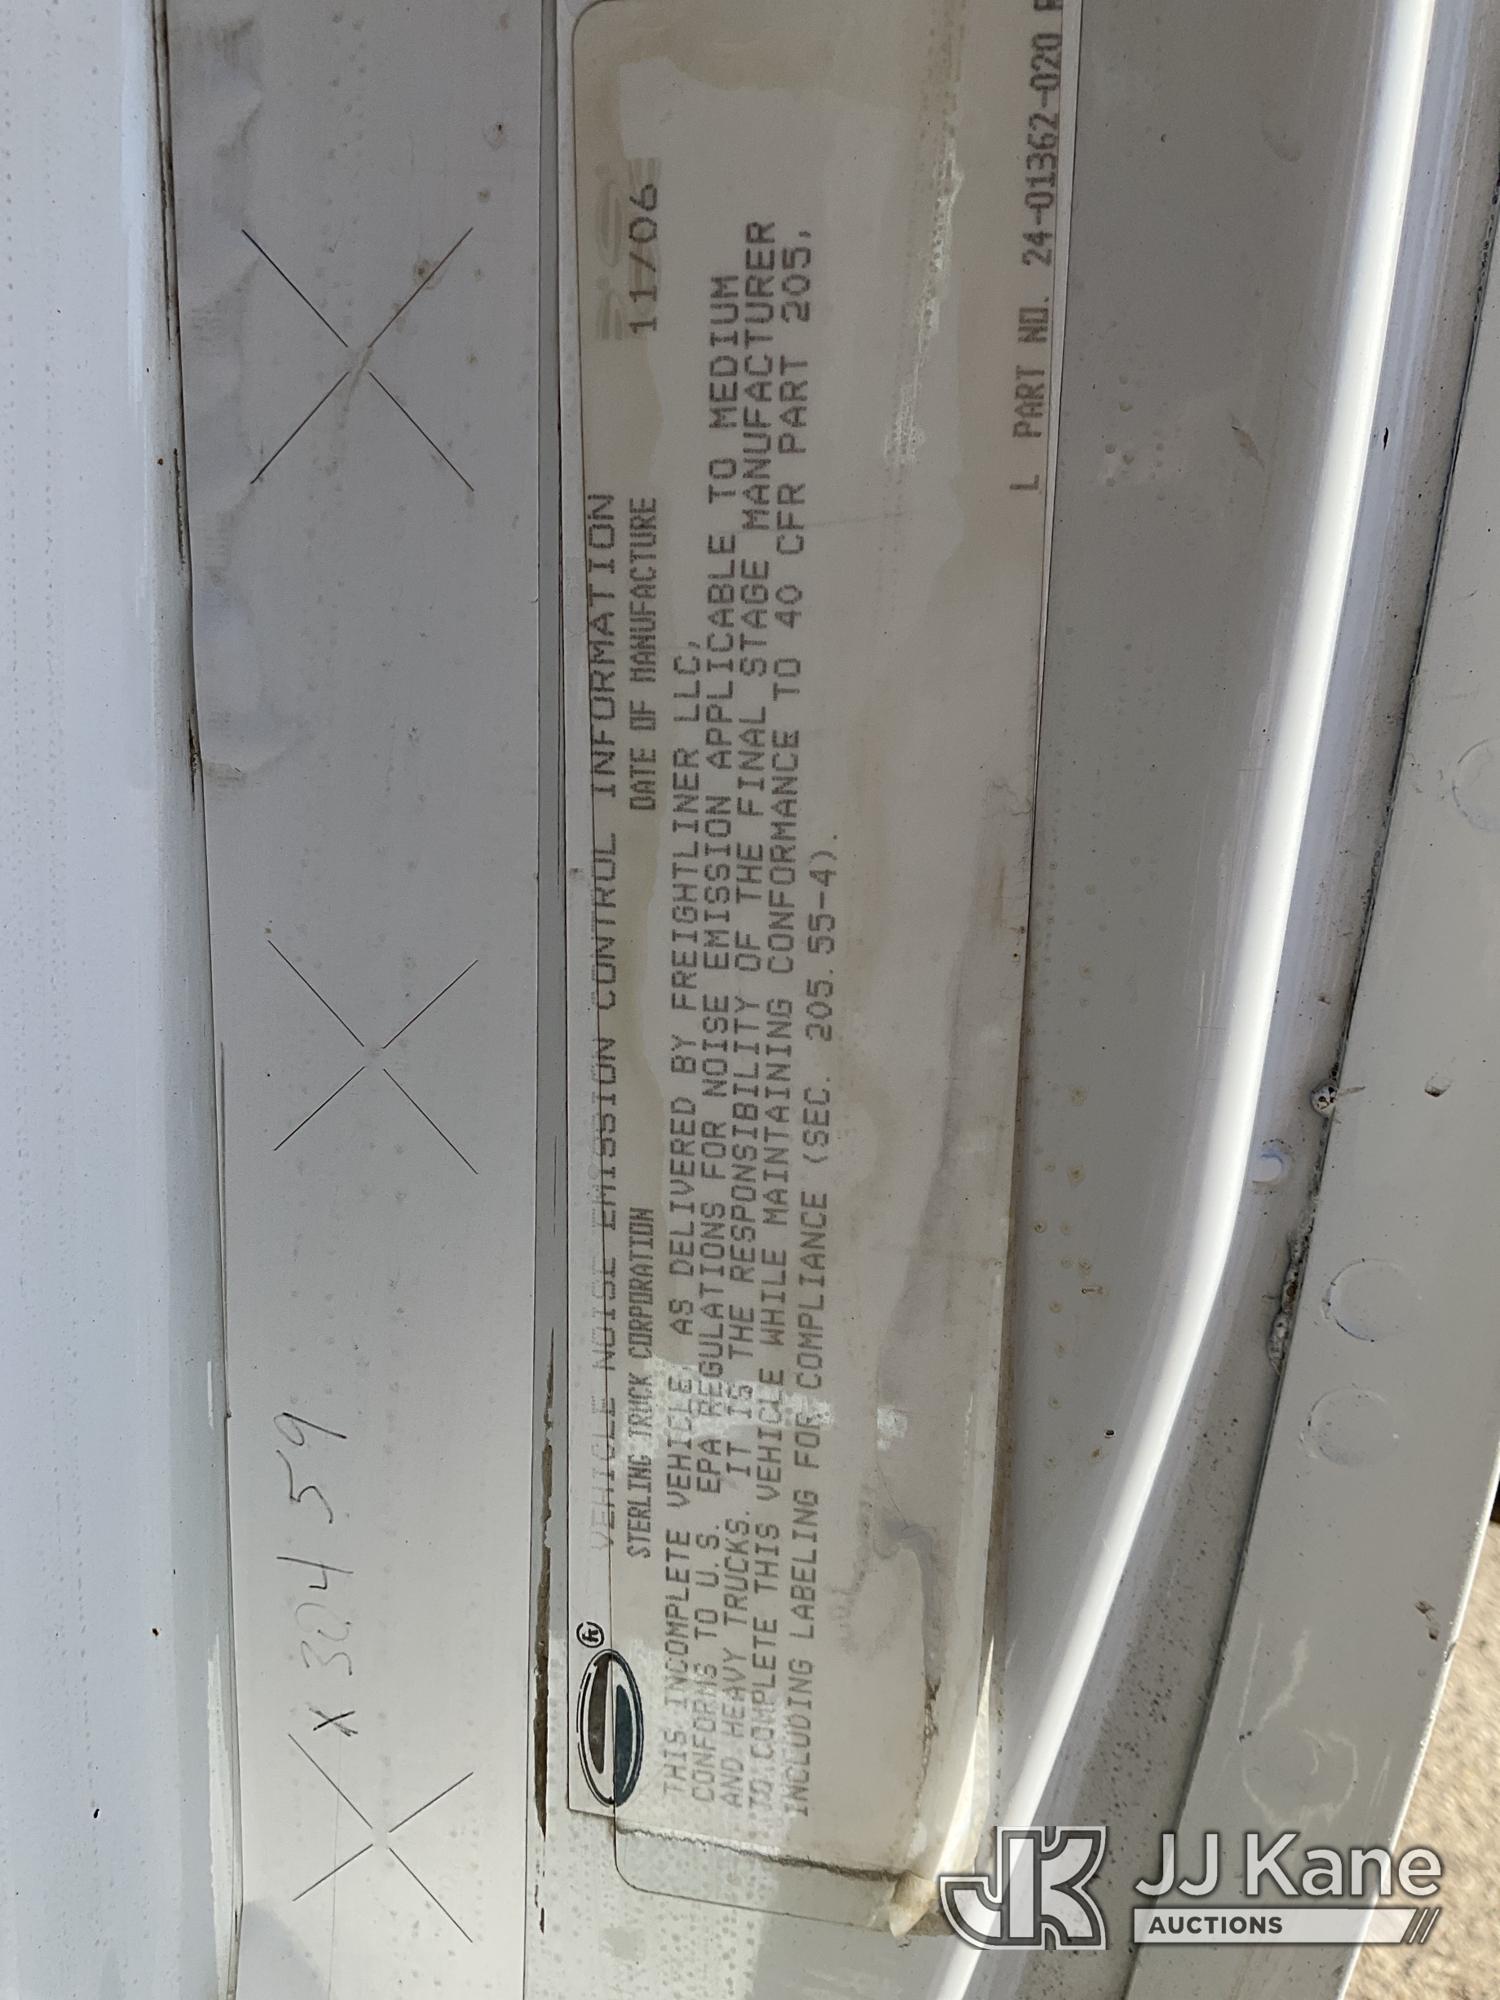 X 30459
VEHICLE NOISE EMISSION CONTROL INFORMATION
STERLING TRUCK CORPORATION DATE OF MANUFACTURE 11/06
THIS INCOMPLETE VEHICLE, AS DELIVERED BY FREIGHTLINER LLC,
CONFORMS TO U.S. EPA REGULATIONS FOR NOISE EMISSION APPLICABLE TO MEDIUM
AND HEAVY TRUCKS. IT IS THE RESPONSIBILITY OF THE FINAL STAGE MANUFACTURER
TO COMPLETE THIS VEHICLE WHILE MAINTAINING CONFORMANCE TO 40 CFR PART 205,
INCLUDING LABELING FOR COMPLIANCE (SEC. 205.55-4).
L PART NO. 24-01362-020
JK JJ Kane
AUCTIONS